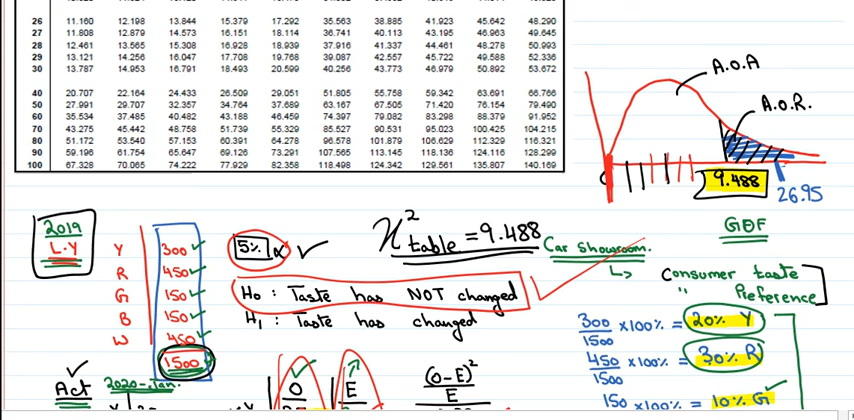 26 11.160 12.198 13.844 15.379 17.292 35.563 38.885 41.923 45.642 48.290
27 11.808 12.879 14.573 16.151 18.114 36.741 40.113 43.195 46.963 49.645
28 12.461 13.565 15.308 16.928 18.939 37.916 41.337 44.461 48.278 50.993
29 13.121 14.256 16.047 17.708 19.768 39.087 42.557 45.722 49.588 52.336
30 13.787 14.953 16.791 18.493 20.599 40.256 43.773 46.979 50.892 53.672
40 20.707 22.164 24.433 26.509 29.051 51.805 55.758 59.342 63.691 66.766
50 27.991 29.707 32.357 34.764 37.689 63.167 67.505 71.420 76.154 79.490
60 35.534 37.485 40.482 43.188 46.459 74.397 79.082 83.298 88.379 91.952
70 43.275 45.442 48.758 51.739 55.329 85.527 90.531 95.023 100.425 104.215
80 51.172 53.540 57.153 60.391 64.278 96.578 101.879 106.629 112.329 116.321
90 59.196 61.754 65.647 69.126 73.291 107.565 113.145 118.136 124.116 128.299
100 67.328 70.065 74.222 77.929 82.358 118.498 124.342 129.561 135.807 140.169
A.O.A
A.O.R.
9.488
26.95
2019
L.Y
Y 300
R 450
G 150
B 150
W 450
1500
5% α
χ² table = 9.488
H₀ : Taste has NOT changed
H₁ : Taste has changed
Car Showroom.
GOF
Consumer taste
" Preference
300/1500 ×100% = 20% Y
450/1500 ×100% = 30% R
150 ×100% = 10% G
Act 2020-Jan.
O E (O-E)²/E